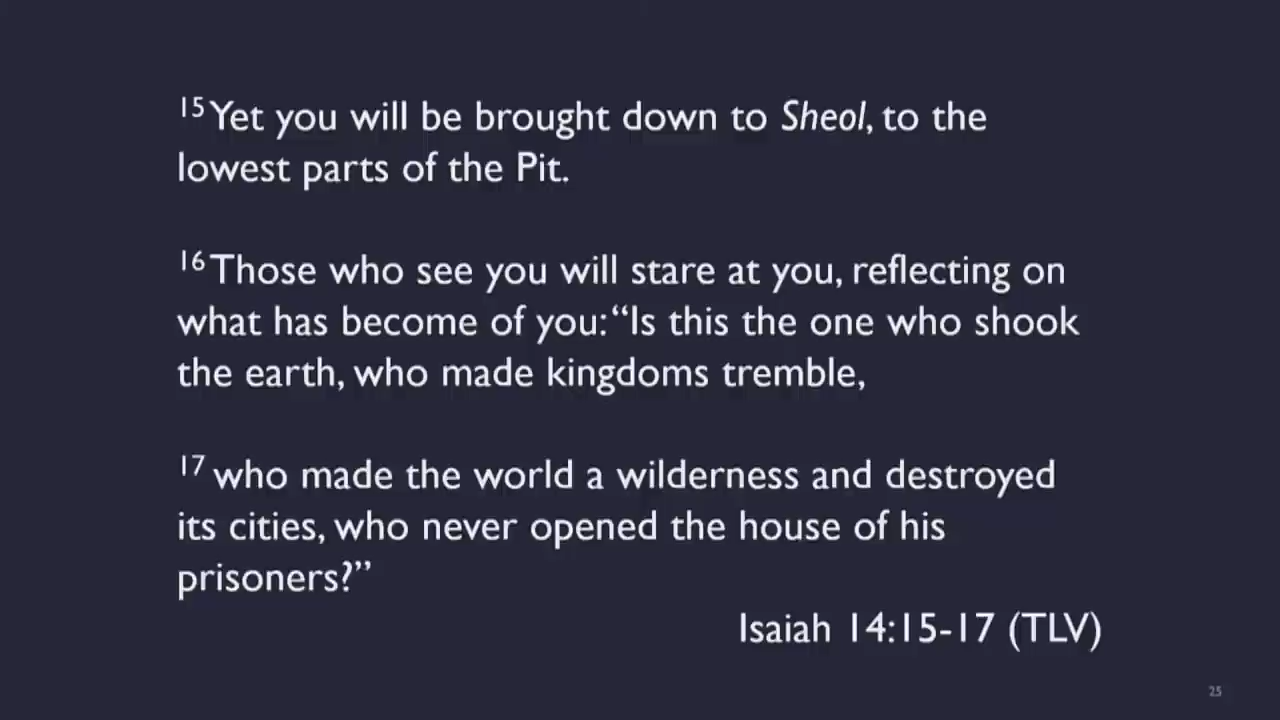 15 Yet you will be brought down to Sheol, to the
lowest parts of the Pit.
16 Those who see you will stare at you, reflecting on
what has become of you: “Is this the one who shook
the earth, who made kingdoms tremble,
17 who made the world a wilderness and destroyed
its cities, who never opened the house of his
prisoners?”
Isaiah 14:15-17 (TLV)
25